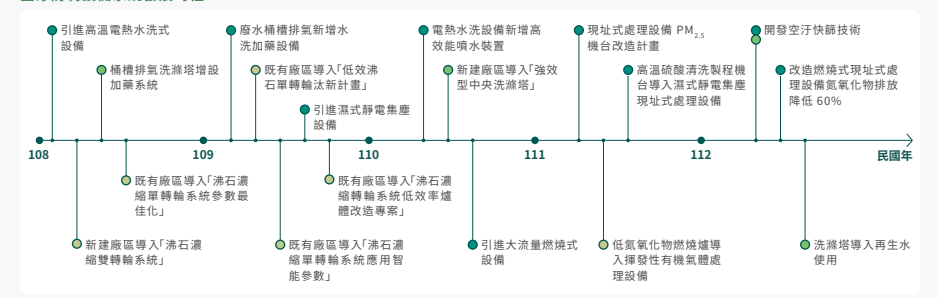 引進高溫電熱水洗式
設備
桶槽排氣洗滌塔增設
加藥系統
廢水桶槽排氣新增水
洗加藥設備
既有廠區導入「低效沸
石單轉輪汰新計畫」
引進濕式靜電集塵
設備
電熱水洗設備新增高
效能噴水裝置
新建廠區導入「強效
型中央洗滌塔」
現址式處理設備 PM2.5
機台改造計畫
高溫硫酸清洗製程機
台導入濕式靜電集塵
現址式處理設備
開發空汙快篩技術
改造燃燒式現址式處
理設備氮氧化物排放
降低 60%
108
109
110
111
112
民國年
既有廠區導入「沸石濃
縮單轉輪系統參數最
佳化」
新建廠區導入「沸石濃
縮雙轉輪系統」
既有廠區導入「沸石濃
縮轉輪系統低效率爐
體改造專案」
既有廠區導入「沸石濃
縮單轉輪系統應用智
能參數」
引進大流量燃燒式
設備
低氮氧化物燃燒爐導
入揮發性有機氣體處
理設備
洗滌塔導入再生水
使用